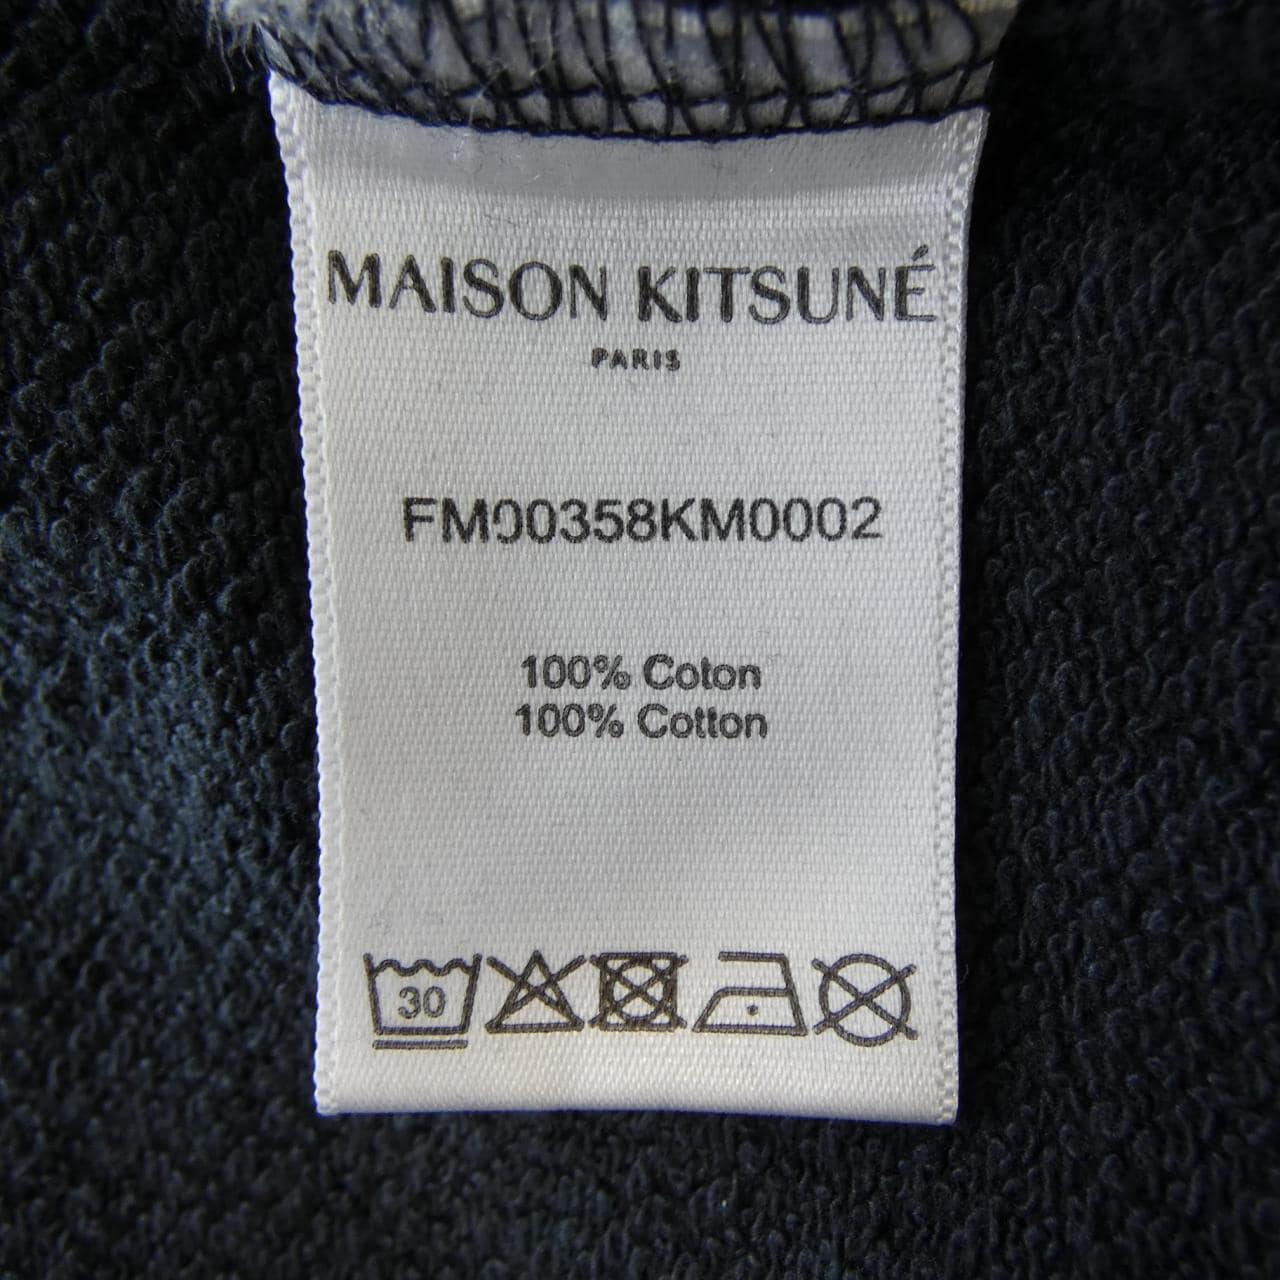 MAISON KITSUNÉ
PARIS
FM00358KM0002
100% Coton
100% Cotton
30